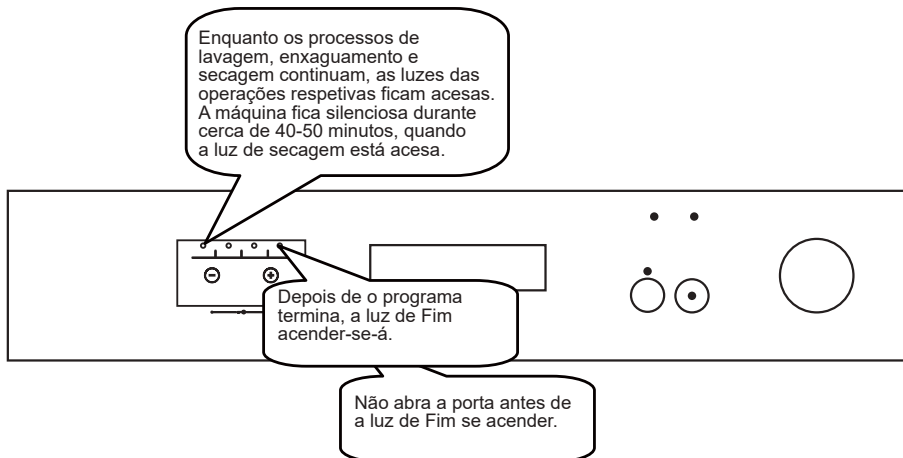 Enquanto os processos de
lavagem, enxaguamento e
secagem continuam, as luzes das
operações respetivas ficam acesas.
A máquina fica silenciosa durante
cerca de 40-50 minutos, quando
a luz de secagem está acesa.
Depois de o programa
termina, a luz de Fim
acender-se-á.
Não abra a porta antes de
a luz de Fim se acender.